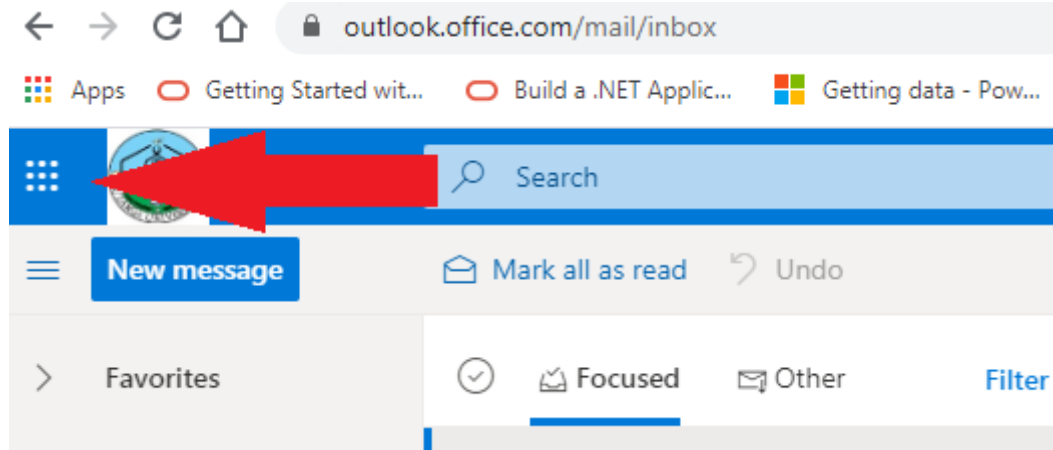 outlook.office.com/mail/inbox
Apps Getting Started wit... Build a .NET Applic... Getting data - Pow...
Search
New message Mark all as read Undo
Favorites Focused Other Filter